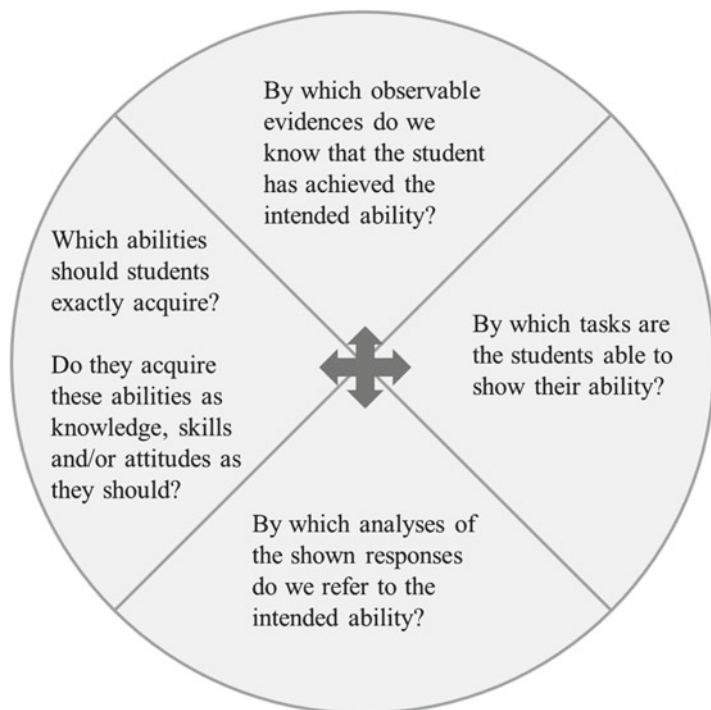 By which observable
evidences do we
know that the student
has achieved the
intended ability?
Which abilities
should students
exactly acquire?
Do they acquire
these abilities as
knowledge, skills
and/or attitudes as
they should?
By which tasks are
the students able to
show their ability?
By which analyses of
the shown responses
do we refer to the
intended ability?